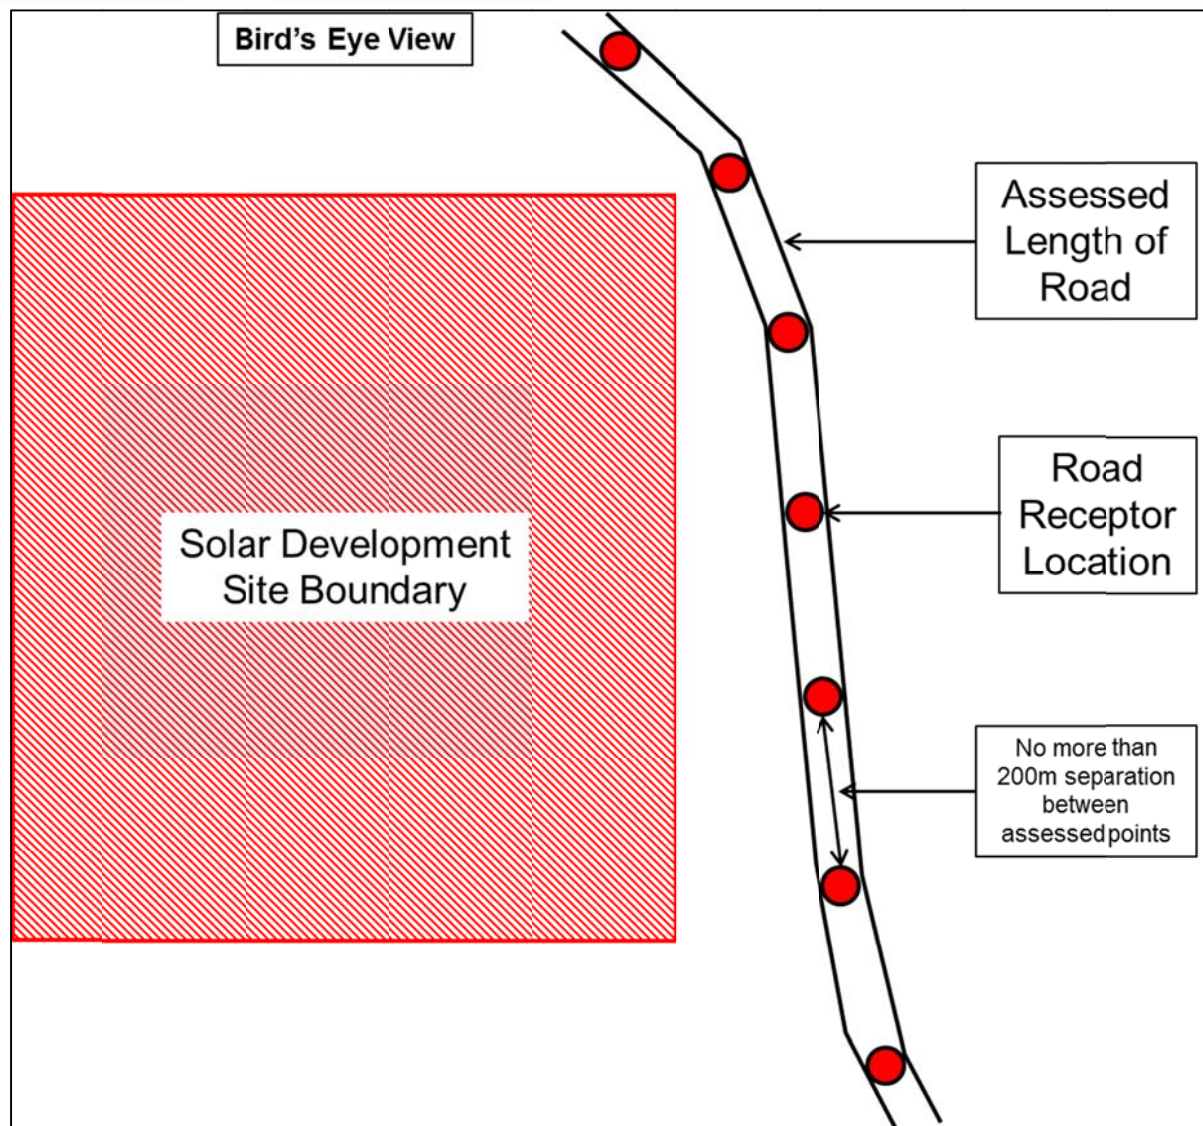 Bird's Eye View
Assessed
Length of
Road
Road
Receptor
Location
Solar Development
Site Boundary
No more than
200m separation
between
assessed points